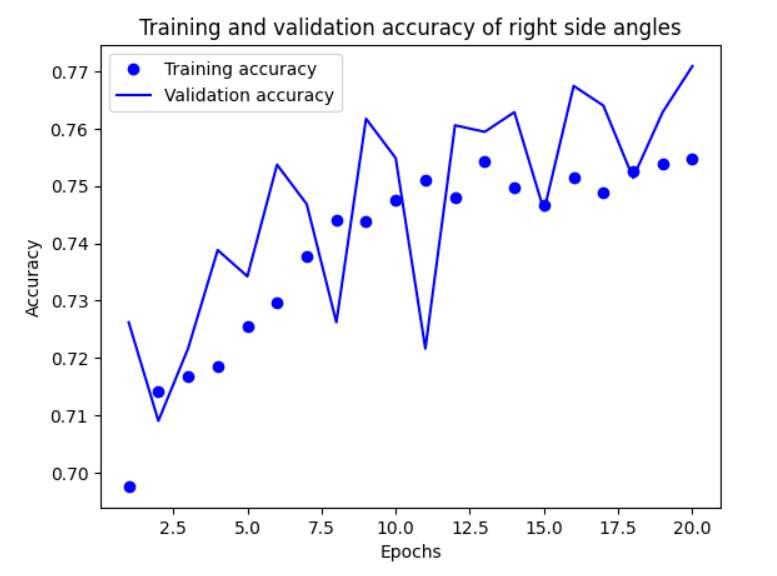 Training and validation accuracy of right side angles
Training accuracy
Validation accuracy
0.77
0.76
0.75
0.74
0.73
0.72
0.71
0.70
Accuracy
2.5 5.0 7.5 10.0 12.5 15.0 17.5 20.0
Epochs